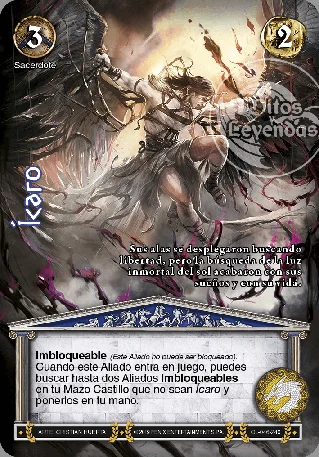 3
2
Sacerdote
Mitos
Leyendas
Ícaro
Sus alas se desplegaron buscando
libertad, pero la búsqueda de la luz
inmortal del sol acabaron con sus
sueños y con su vida.
Imbloqueable (Este Aliado no puede ser bloqueado).
Cuando este Aliado entra en juego, puedes
buscar hasta dos Aliados Imbloqueables
en tu Mazo Castillo que no sean Ícaro y
ponerlos en tu mano.